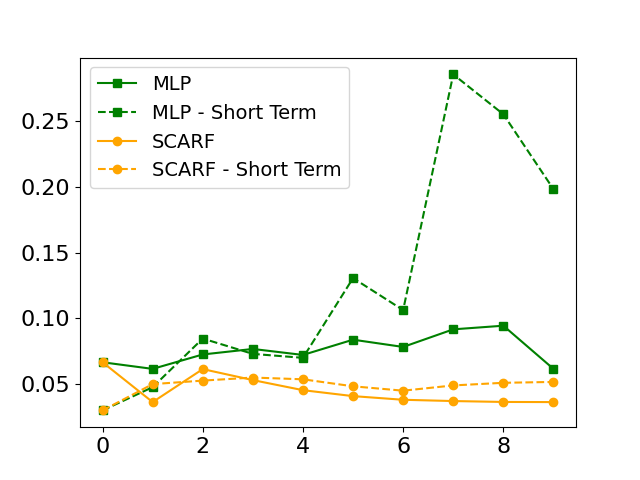 MLP
MLP - Short Term
SCARF
SCARF - Short Term
0.25
0.20
0.15
0.10
0.05
0 2 4 6 8